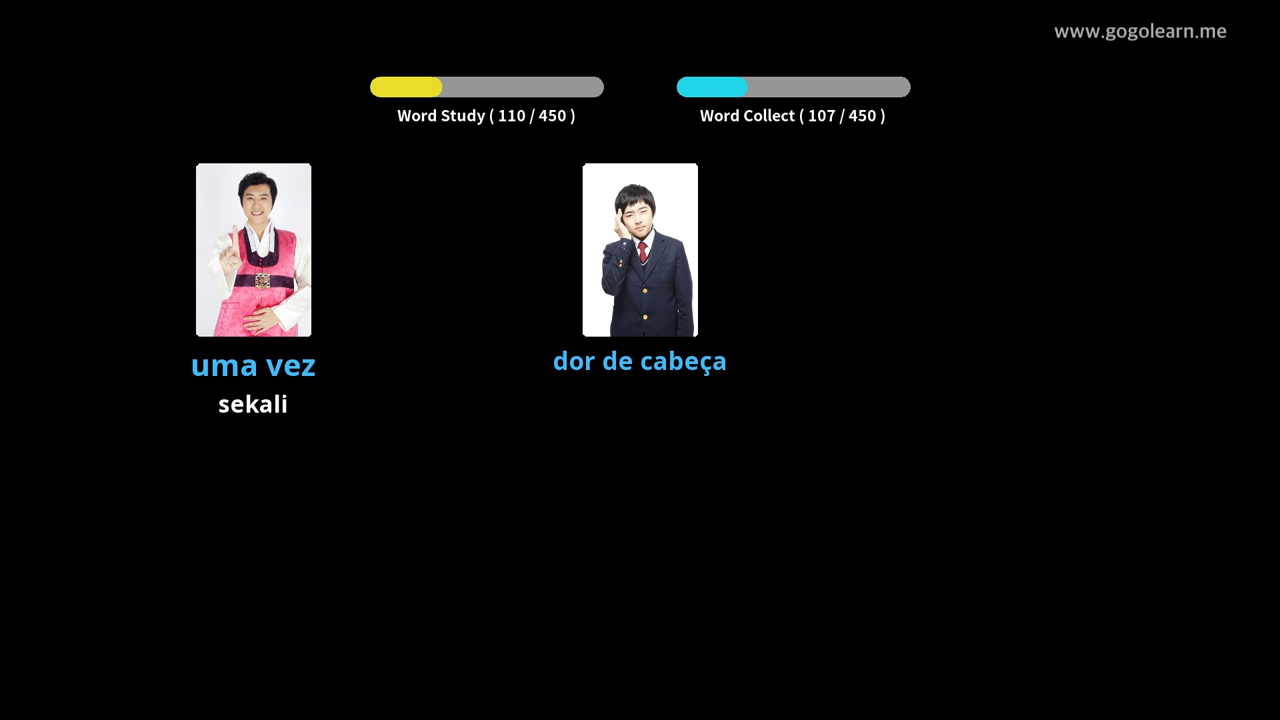 www.gogolearn.me
Word Study ( 110 / 450 )
Word Collect ( 107 / 450 )
uma vez
sekali
dor de cabeça